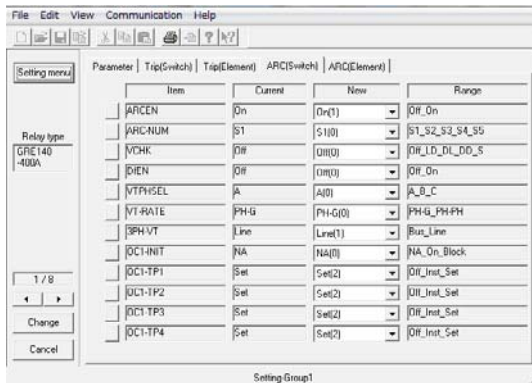 File Edit View Communication Help
Parameter Trip(Switch) Trip(Element) ARC(Switch) ARC(Element)
Setting menu
Item Current New Range
ARCEN On On(1) Off_On
ARC-NUM S1 S1(0) S1_S2_S3_S4_S5
VCHK Off Off(0) Off_LD_DL_DD_S
DIEN Off Off(0) Off_On
VTPHSEL A A(0) A_B_C
VT-RATE PH-G PH-G(0) PH-G_PH-PH
3PH-VT Line Line(1) Bus_Line
OC1-INIT NA NA(0) NA_On_Block
OC1-TP1 Set Set(2) Off_Inst_Set
OC1-TP2 Set Set(2) Off_Inst_Set
OC1-TP3 Set Set(2) Off_Inst_Set
OC1-TP4 Set Set(2) Off_Inst_Set
Relay type
GRE140
-400A
1 / 8
Change
Cancel
Setting-Group1